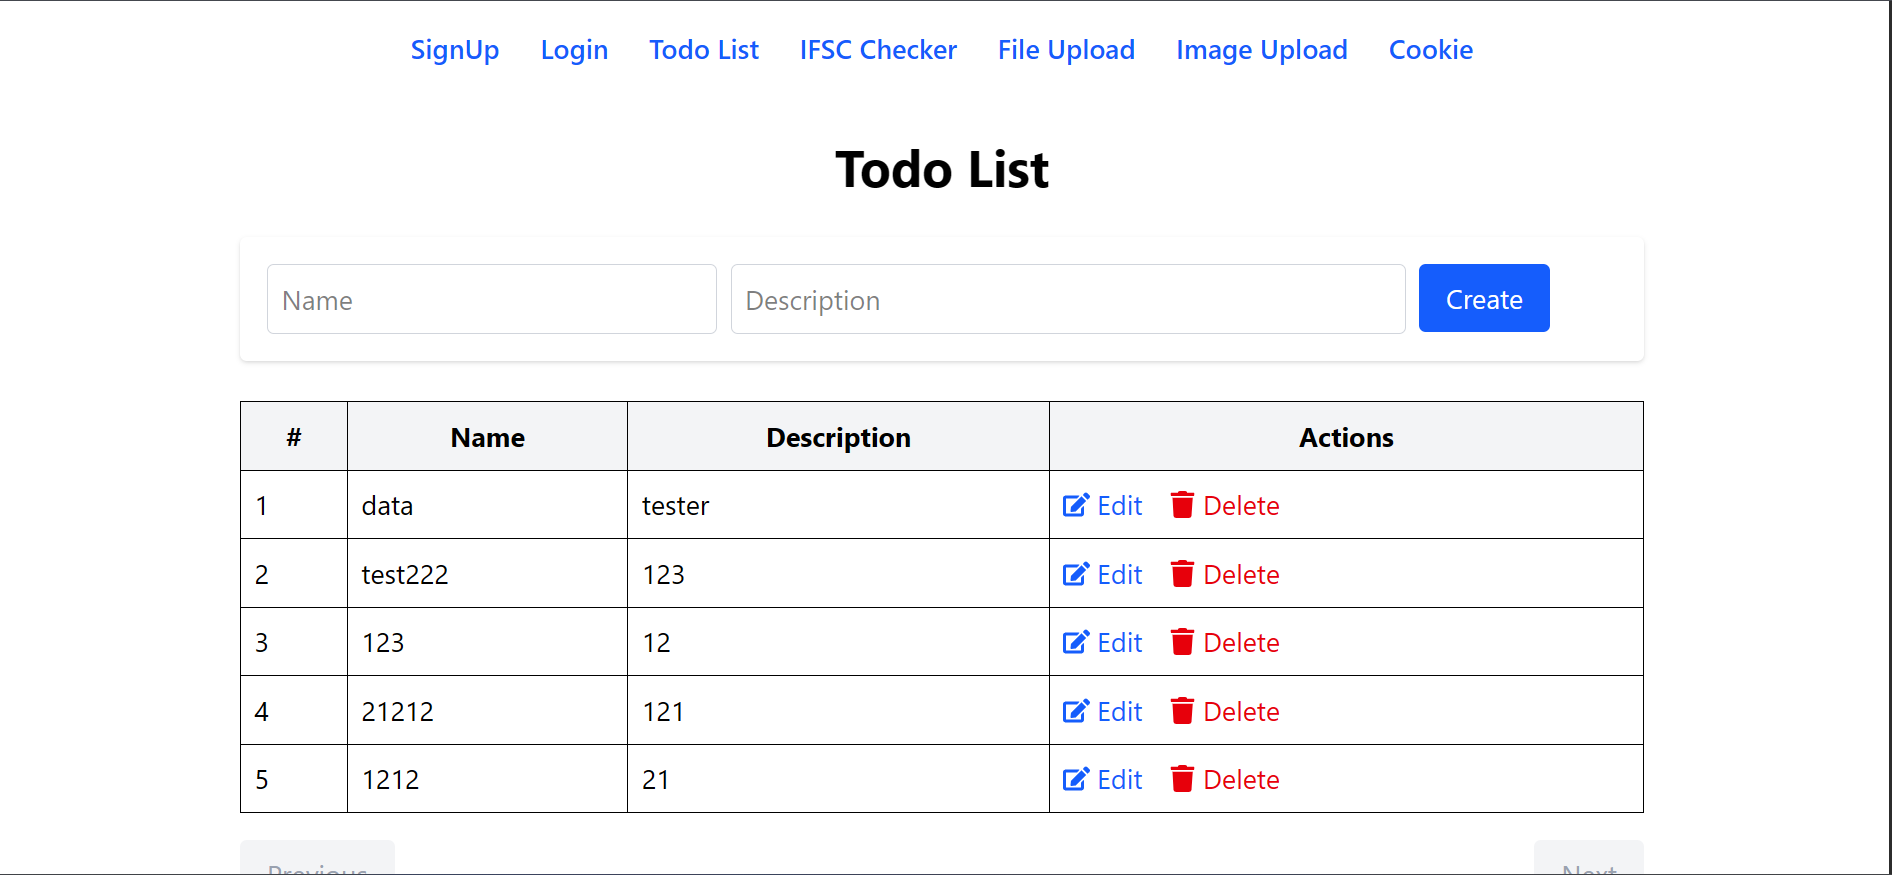 SignUp Login Todo List IFSC Checker File Upload Image Upload Cookie
Todo List
Name Description Create
# Name Description Actions
1 data tester Edit Delete
2 test222 123 Edit Delete
3 123 12 Edit Delete
4 21212 121 Edit Delete
5 1212 21 Edit Delete
Previous Next